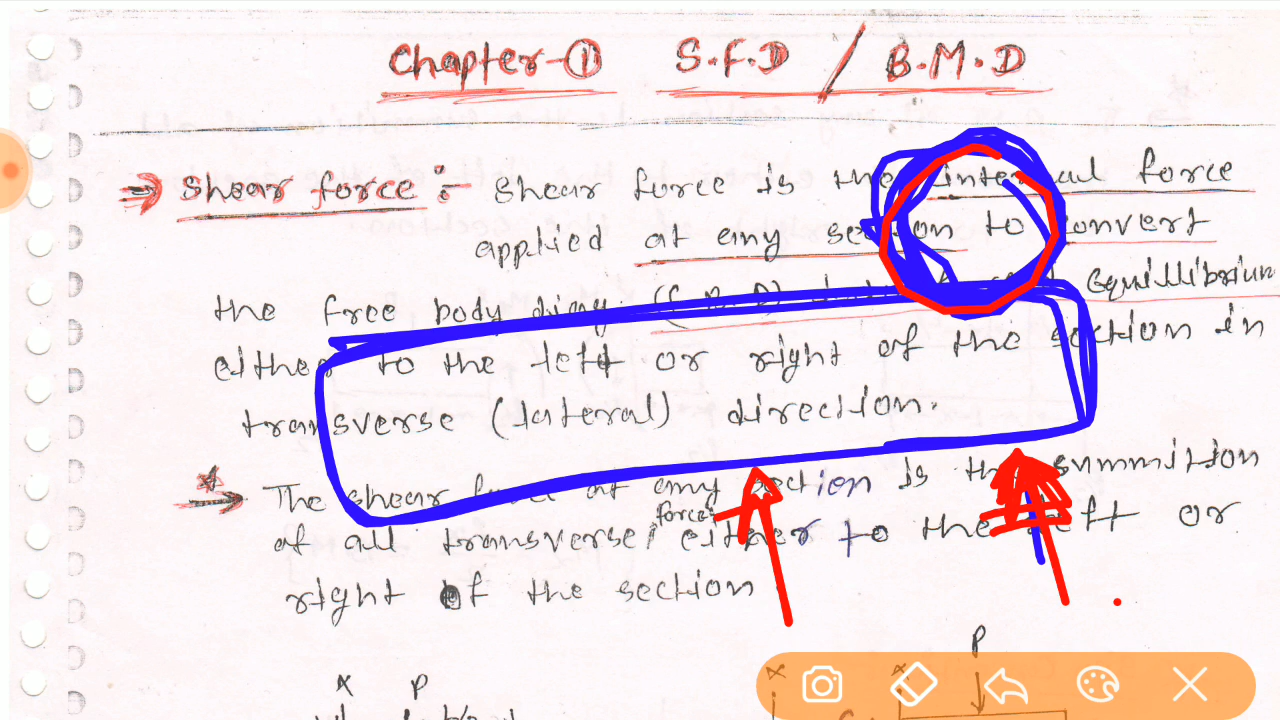 Chapter-① S.F.D / B.M.D
⇒ Shear force :- Shear force is the internal force
applied at any section to convert
the free body diag. (F.B.D) Equillibrium
either to the left or right of the section in
transverse (lateral) direction.
The shear force at any section is the summition
of all transverse forces either to the left or
right of the section
x P x x P